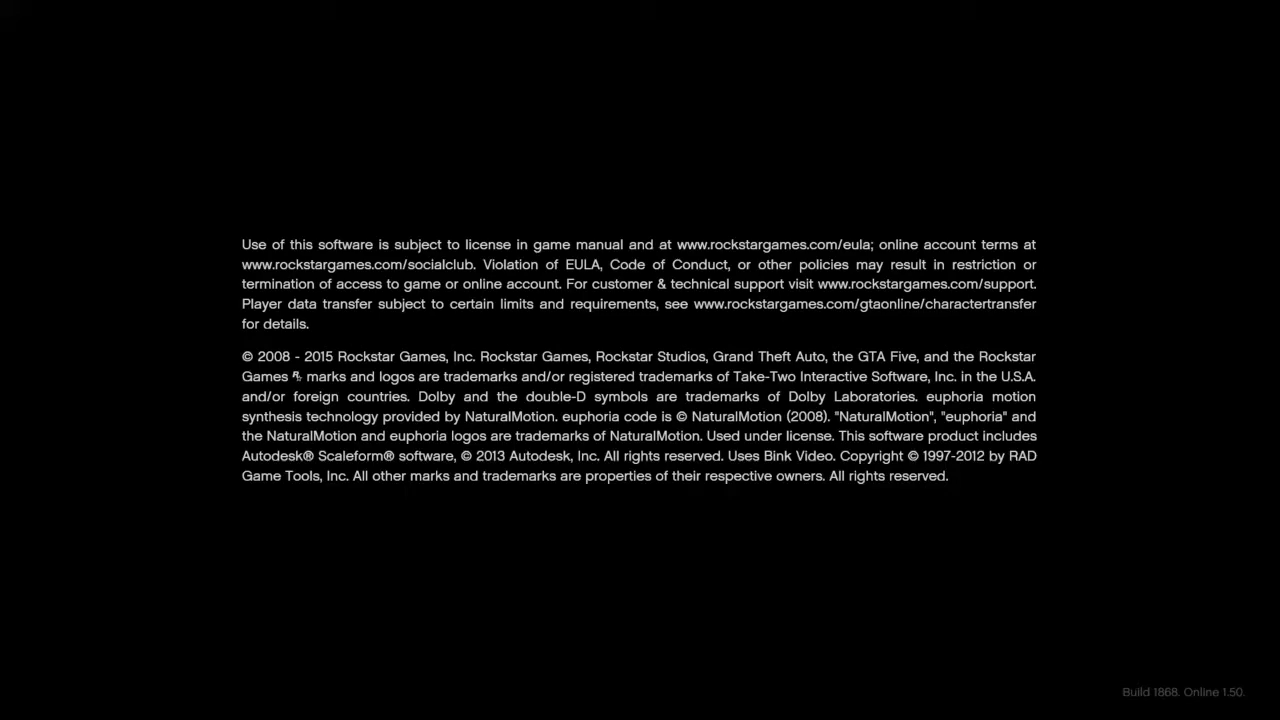 Use of this software is subject to license in game manual and at www.rockstargames.com/eula; online account terms at
www.rockstargames.com/socialclub. Violation of EULA, Code of Conduct, or other policies may result in restriction or
termination of access to game or online account. For customer & technical support visit www.rockstargames.com/support.
Player data transfer subject to certain limits and requirements, see www.rockstargames.com/gtaonline/charactertransfer
for details.
© 2008 - 2015 Rockstar Games, Inc. Rockstar Games, Rockstar Studios, Grand Theft Auto, the GTA Five, and the Rockstar
Games R* marks and logos are trademarks and/or registered trademarks of Take-Two Interactive Software, Inc. in the U.S.A.
and/or foreign countries. Dolby and the double-D symbols are trademarks of Dolby Laboratories. euphoria motion
synthesis technology provided by NaturalMotion. euphoria code is © NaturalMotion (2008). "NaturalMotion", "euphoria" and
the NaturalMotion and euphoria logos are trademarks of NaturalMotion. Used under license. This software product includes
Autodesk® Scaleform® software, © 2013 Autodesk, Inc. All rights reserved. Uses Bink Video. Copyright © 1997-2012 by RAD
Game Tools, Inc. All other marks and trademarks are properties of their respective owners. All rights reserved.
Build 1868. Online 1.50.